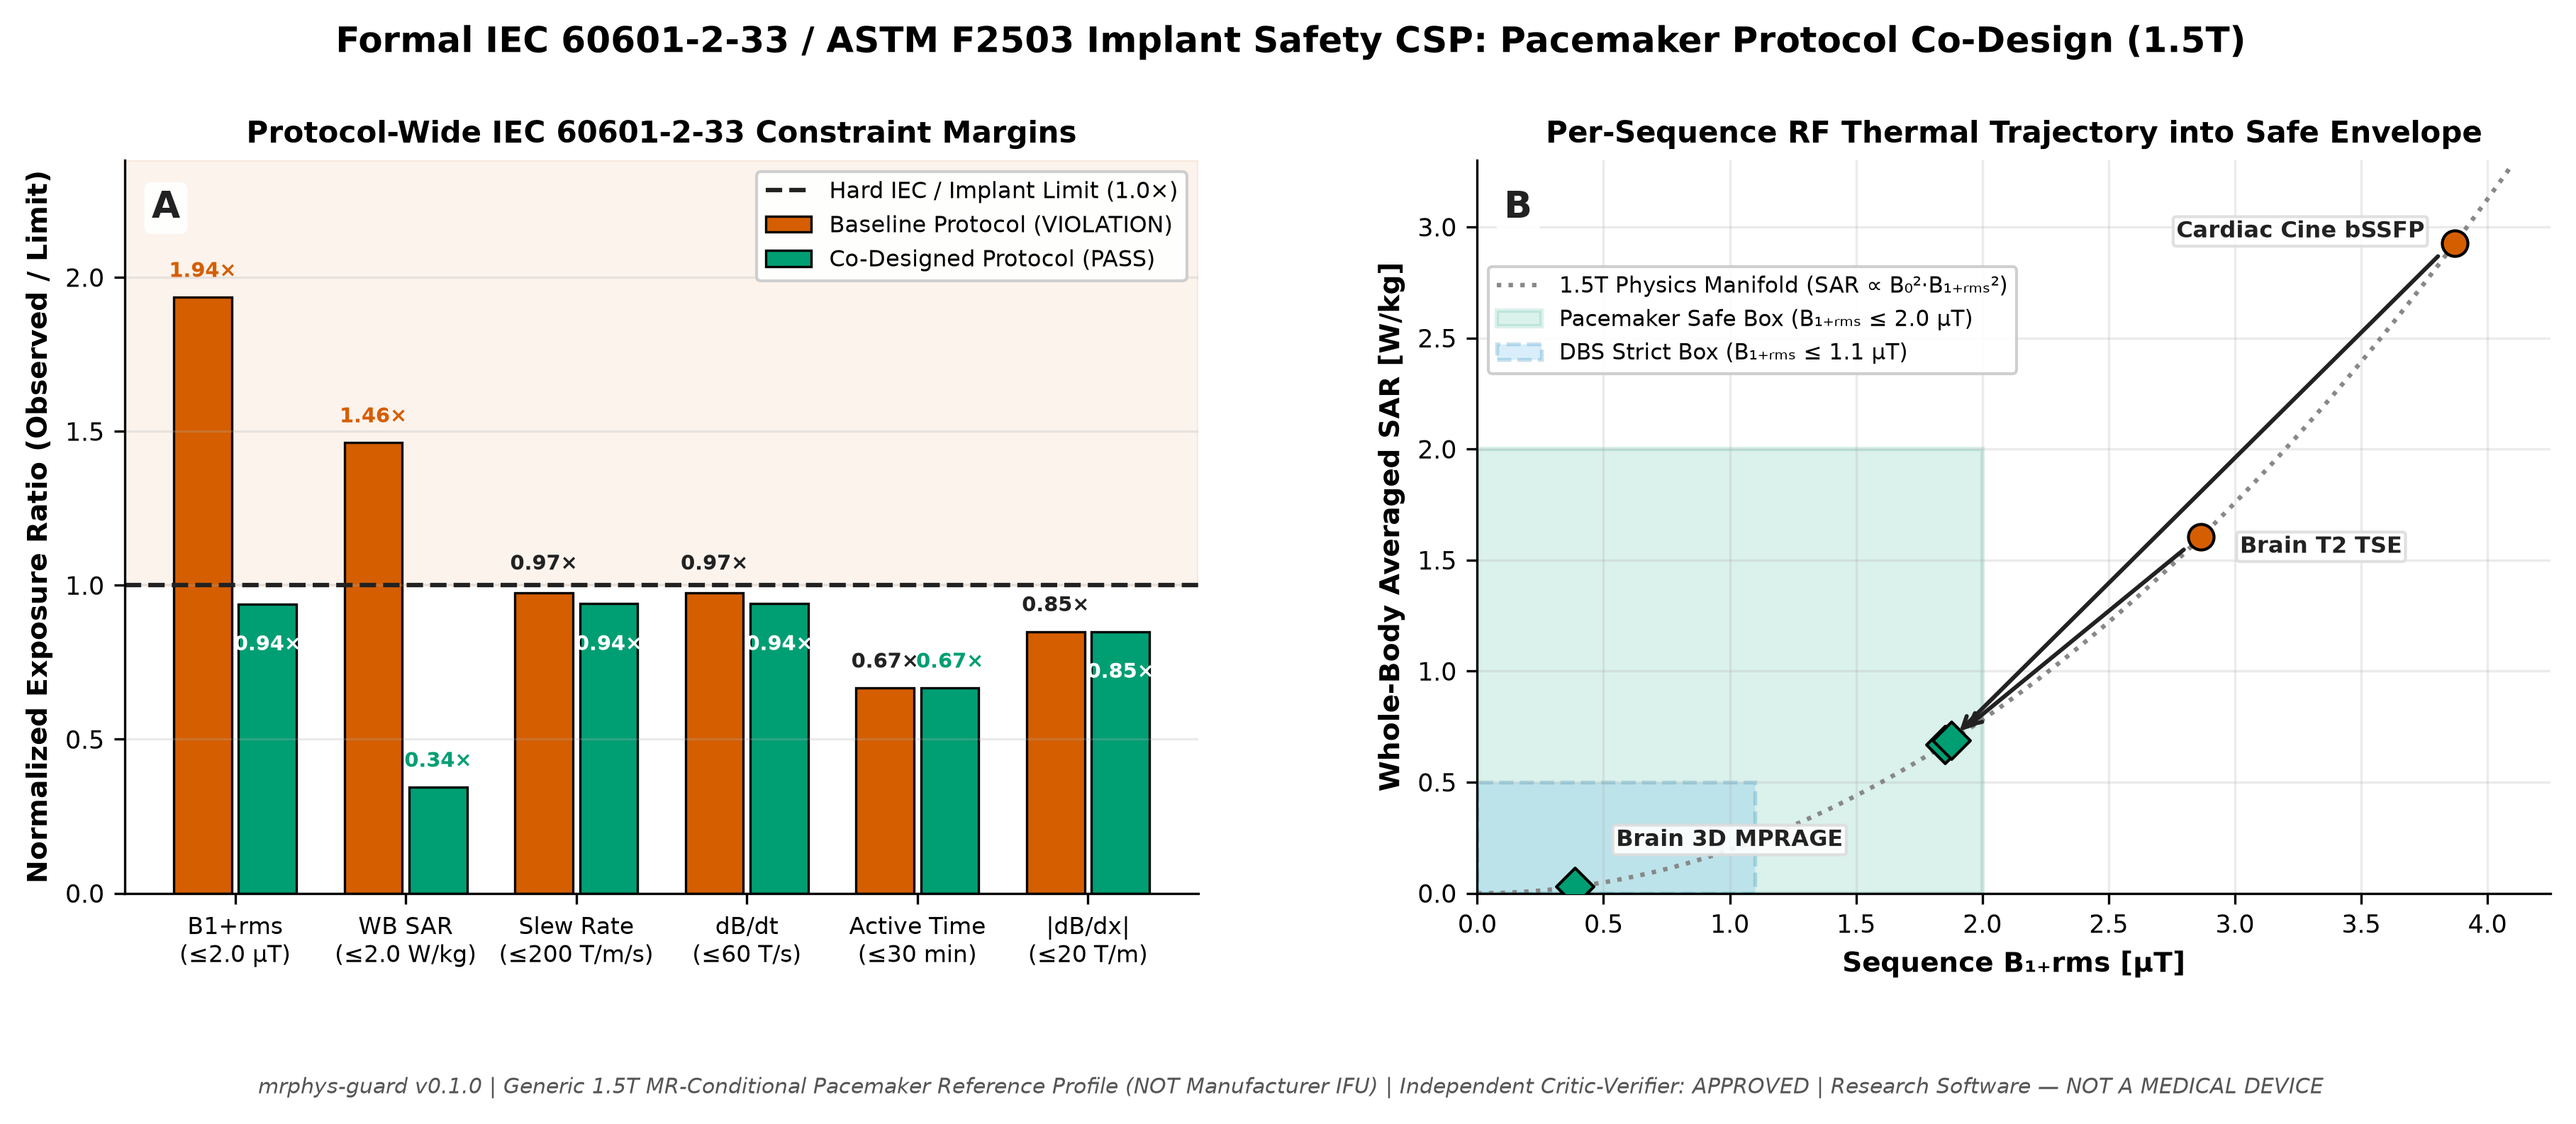 Formal IEC 60601-2-33 / ASTM F2503 Implant Safety CSP: Pacemaker Protocol Co-Design (1.5T)
Protocol-Wide IEC 60601-2-33 Constraint Margins
A
Hard IEC / Implant Limit (1.0×)
Baseline Protocol (VIOLATION)
Co-Designed Protocol (PASS)
Normalized Exposure Ratio (Observed / Limit)
2.0
1.5
1.0
0.5
0.0
1.94×
1.46×
0.97×
0.97×
0.85×
0.94×
0.94×
0.94×
0.67×
0.67×
0.85×
0.34×
B1+rms
(≤2.0 µT)
WB SAR
(≤2.0 W/kg)
Slew Rate
(≤200 T/m/s)
dB/dt
(≤60 T/s)
Active Time
(≤30 min)
|dB/dx|
(≤20 T/m)
Per-Sequence RF Thermal Trajectory into Safe Envelope
B
Cardiac Cine bSSFP
1.5T Physics Manifold (SAR ∝ B₀²·B₁₊ᵣₘₛ²)
Pacemaker Safe Box (B₁₊ᵣₘₛ ≤ 2.0 µT)
DBS Strict Box (B₁₊ᵣₘₛ ≤ 1.1 µT)
Brain T2 TSE
Brain 3D MPRAGE
Whole-Body Averaged SAR [W/kg]
3.0
2.5
2.0
1.5
1.0
0.5
0.0
0.0 0.5 1.0 1.5 2.0 2.5 3.0 3.5 4.0
Sequence B₁₊rms [µT]
mrphys-guard v0.1.0 | Generic 1.5T MR-Conditional Pacemaker Reference Profile (NOT Manufacturer IFU) | Independent Critic-Verifier: APPROVED | Research Software — NOT A MEDICAL DEVICE